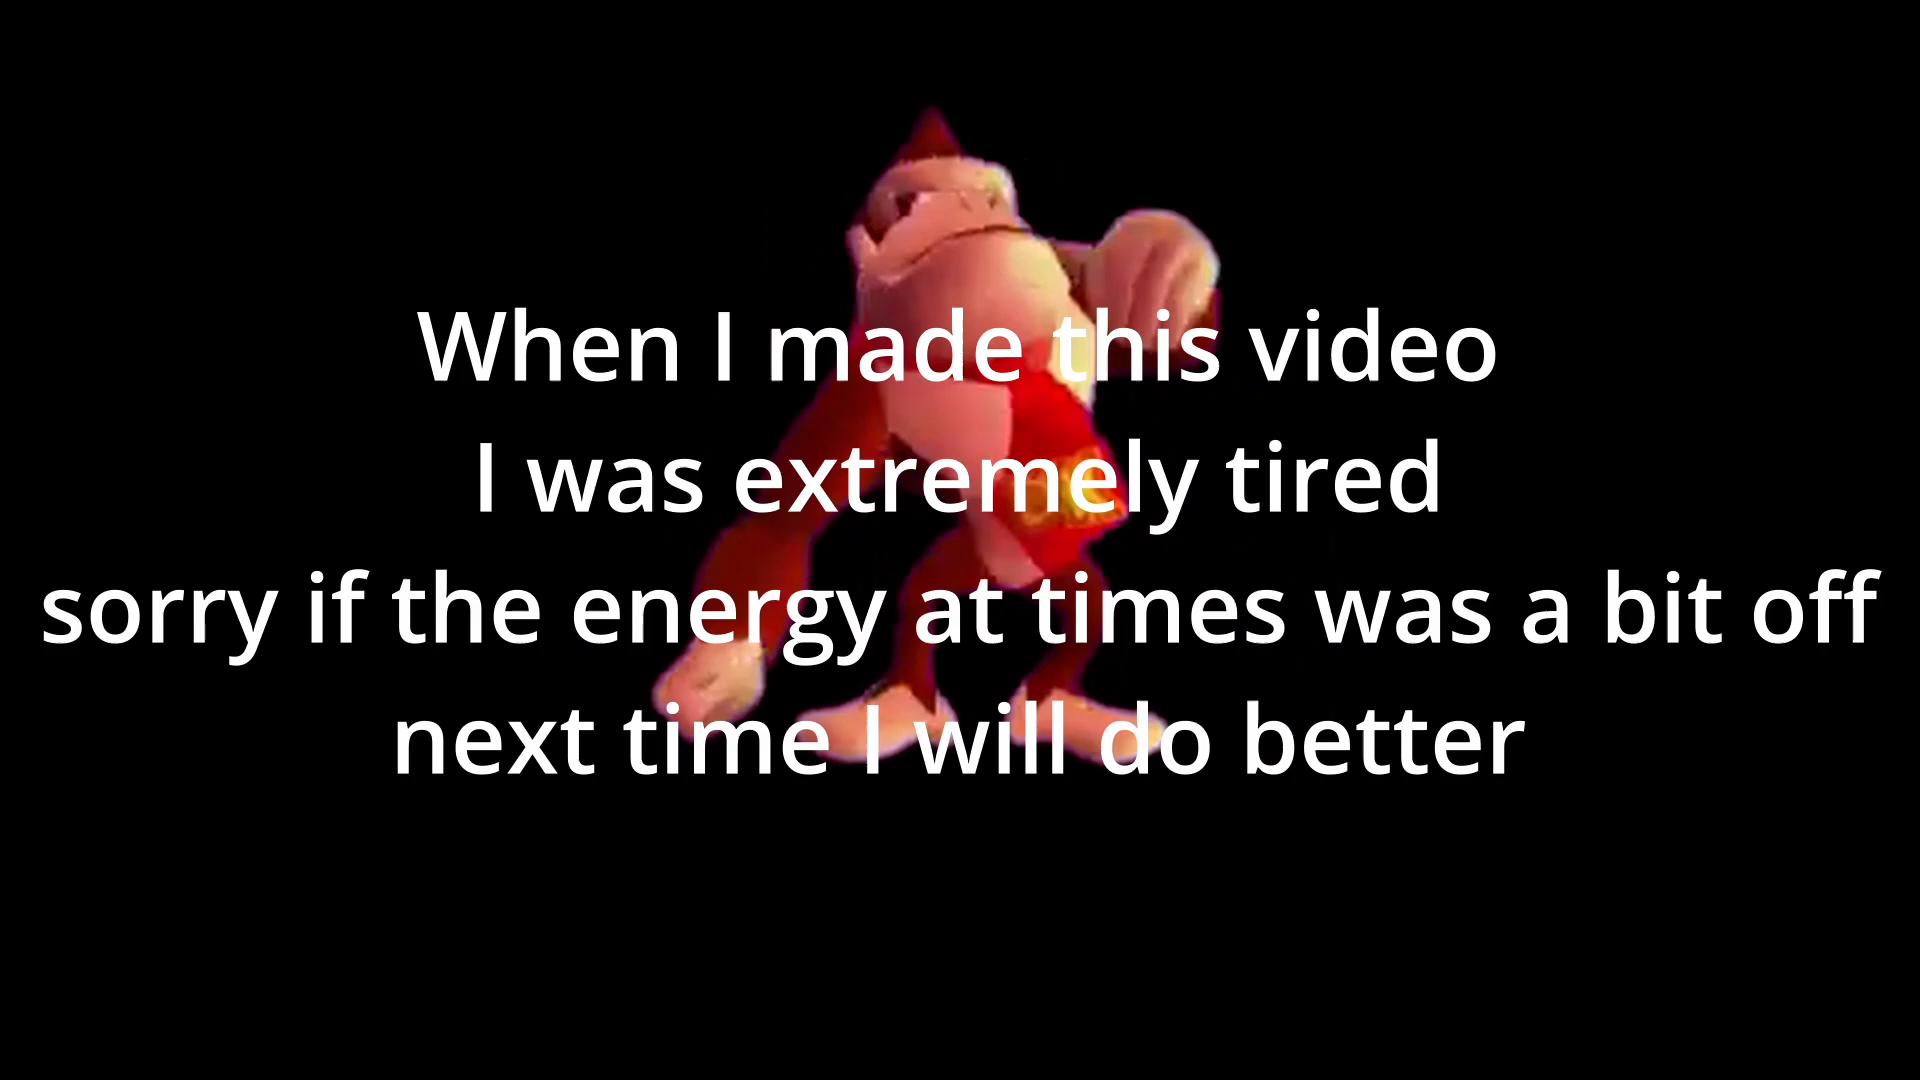 When I made this video
I was extremely tired
sorry if the energy at times was a bit off
next time I will do better